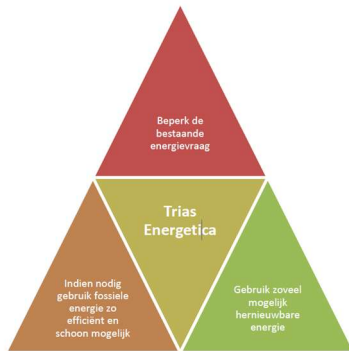 Beperk de
bestaande
energievraag
Trias
Energetica
Indien nodig
gebruik fossiele
energie zo
efficiënt en
schoon mogelijk
Gebruik zoveel
mogelijk
hernieuwbare
energie